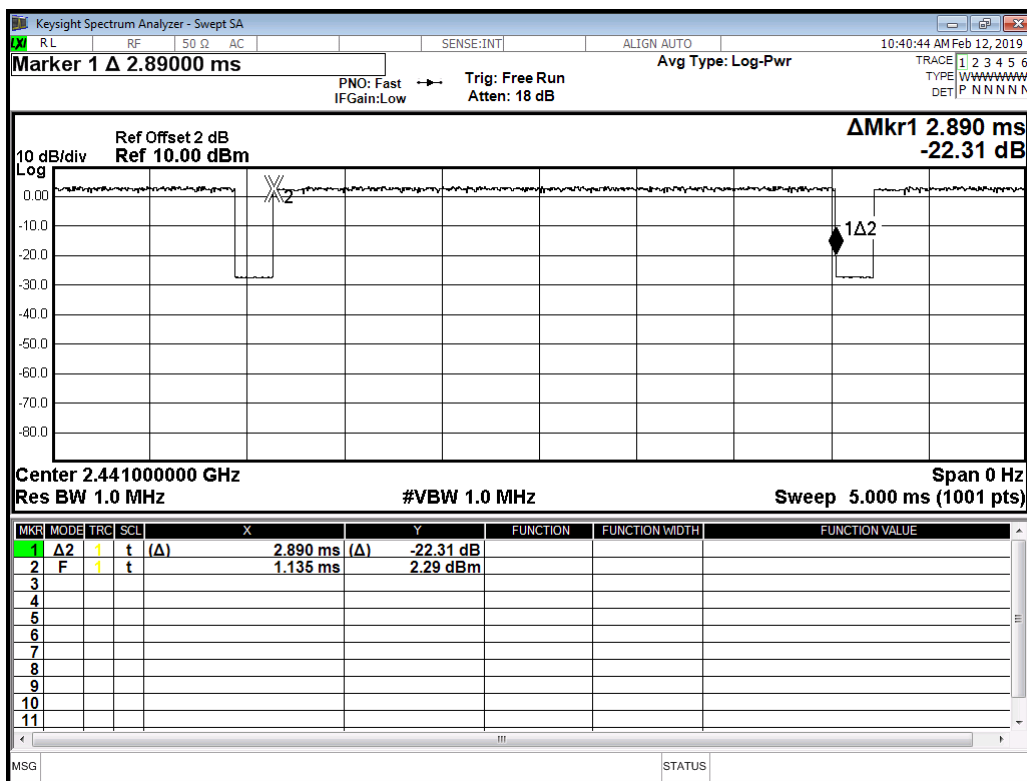 Keysight Spectrum Analyzer - Swept SA
LXI RL RF 50 Ω AC SENSE:INT ALIGN AUTO 10:40:44 AM Feb 12, 2019
Marker 1 Δ 2.89000 ms
PNO: Fast
IFGain:Low
Trig: Free Run
Atten: 18 dB
Avg Type: Log-Pwr
TRACE 1 2 3 4 5 6
TYPE WWWWWW
DET P N N N N N
ΔMkr1 2.890 ms
-22.31 dB
Ref Offset 2 dB
10 dB/div Ref 10.00 dBm
Log
0.00
-10.0
-20.0
-30.0
-40.0
-50.0
-60.0
-70.0
-80.0
2
1Δ2
Center 2.441000000 GHz Span 0 Hz
Res BW 1.0 MHz #VBW 1.0 MHz Sweep 5.000 ms (1001 pts)
MKR MODE TRC SCL X Y FUNCTION FUNCTION WIDTH FUNCTION VALUE
1 Δ2 1 t (Δ) 2.890 ms (Δ) -22.31 dB
2 F 1 t 1.135 ms 2.29 dBm
3
4
5
6
7
8
9
10
11
MSG STATUS